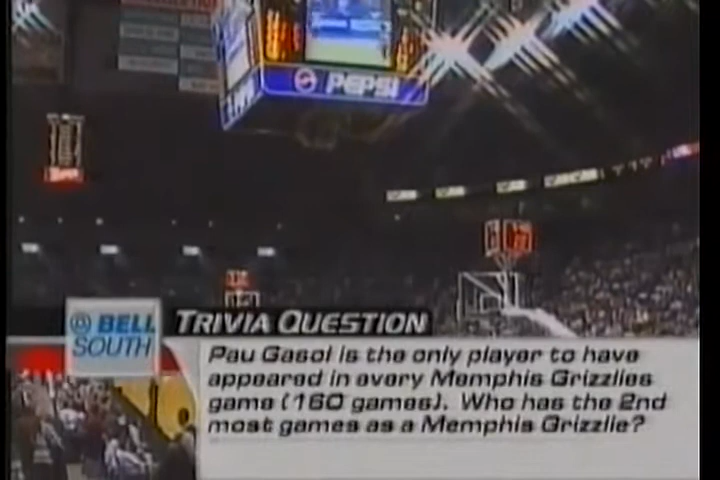 PEPSI
BELL
SOUTH
TRIVIA QUESTION
Pau Gasol is the only player to have
appeared in every Memphis Grizzlies
game (160 games). Who has the 2nd
most games as a Memphis Grizzlie?